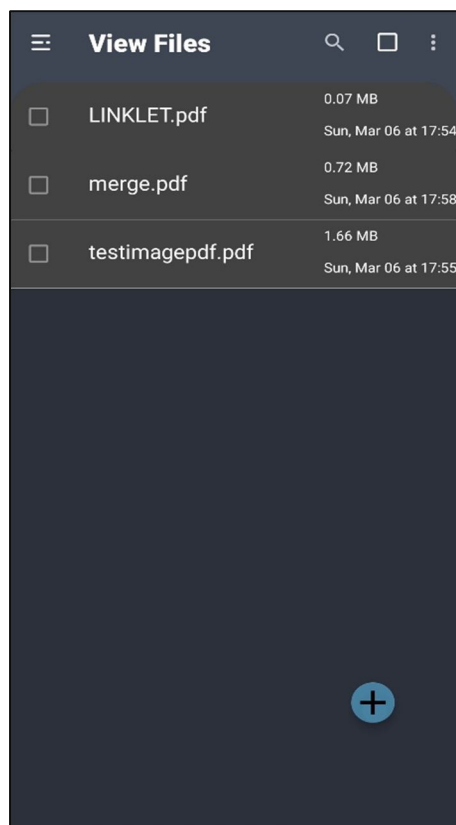 View Files
LINKLET.pdf
0.07 MB
Sun, Mar 06 at 17:54
merge.pdf
0.72 MB
Sun, Mar 06 at 17:58
testimagepdf.pdf
1.66 MB
Sun, Mar 06 at 17:55